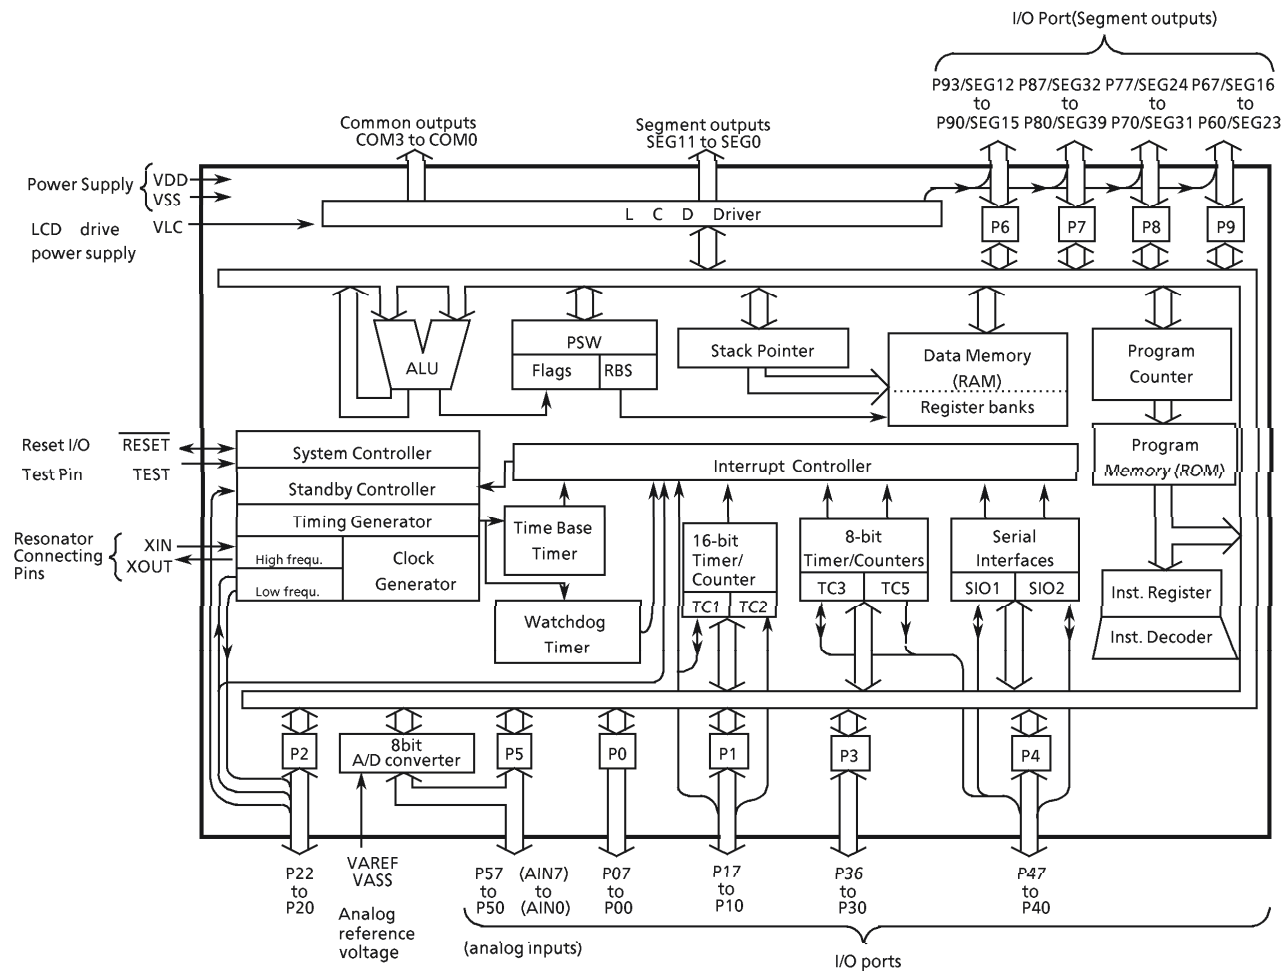 I/O Port(Segment outputs)
P93/SEG12 P87/SEG32 P77/SEG24 P67/SEG16
to to to to
P90/SEG15 P80/SEG39 P70/SEG31 P60/SEG23
Common outputs
COM3 to COM0
Segment outputs
SEG11 to SEG0
Power Supply
VDD
VSS
LCD drive
power supply
VLC
L C D Driver
P6
P7
P8
P9
ALU
PSW
Flags
RBS
Stack Pointer
Data Memory
(RAM)
Register banks
Program
Counter
Program
Memory (ROM)
Reset I/O
RESET
Test Pin
TEST
System Controller
Standby Controller
Timing Generator
High frequ.
Low frequ.
Clock
Generator
Resonator
Connecting
Pins
XIN
XOUT
Interrupt Controller
Time Base
Timer
Watchdog
Timer
16-bit
Timer/
Counter
TC1
TC2
8-bit
Timer/Counters
TC3
TC5
Serial
Interfaces
SIO1
SIO2
Inst. Register
Inst. Decoder
P2
8bit
A/D converter
P5
P0
P1
P3
P4
P22
to
P20
VAREF
VASS
Analog
reference
voltage
P57 (AIN7)
to to
P50 (AIN0)
(analog inputs)
P07
to
P00
P17
to
P10
P36
to
P30
P47
to
P40
I/O ports